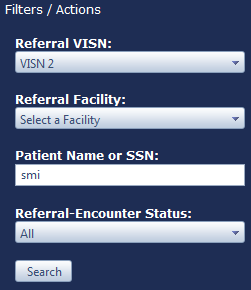 Filters / Actions
Referral VISN:
VISN 2
Referral Facility:
Select a Facility
Patient Name or SSN:
smi
Referral-Encounter Status:
All
Search